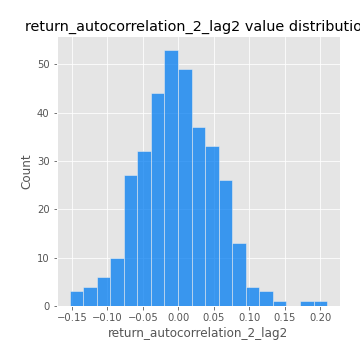 return_autocorrelation_2_lag2 value distributio
50
40
30
20
10
0
Count
−0.15 −0.10 −0.05 0.00 0.05 0.10 0.15 0.20
return_autocorrelation_2_lag2